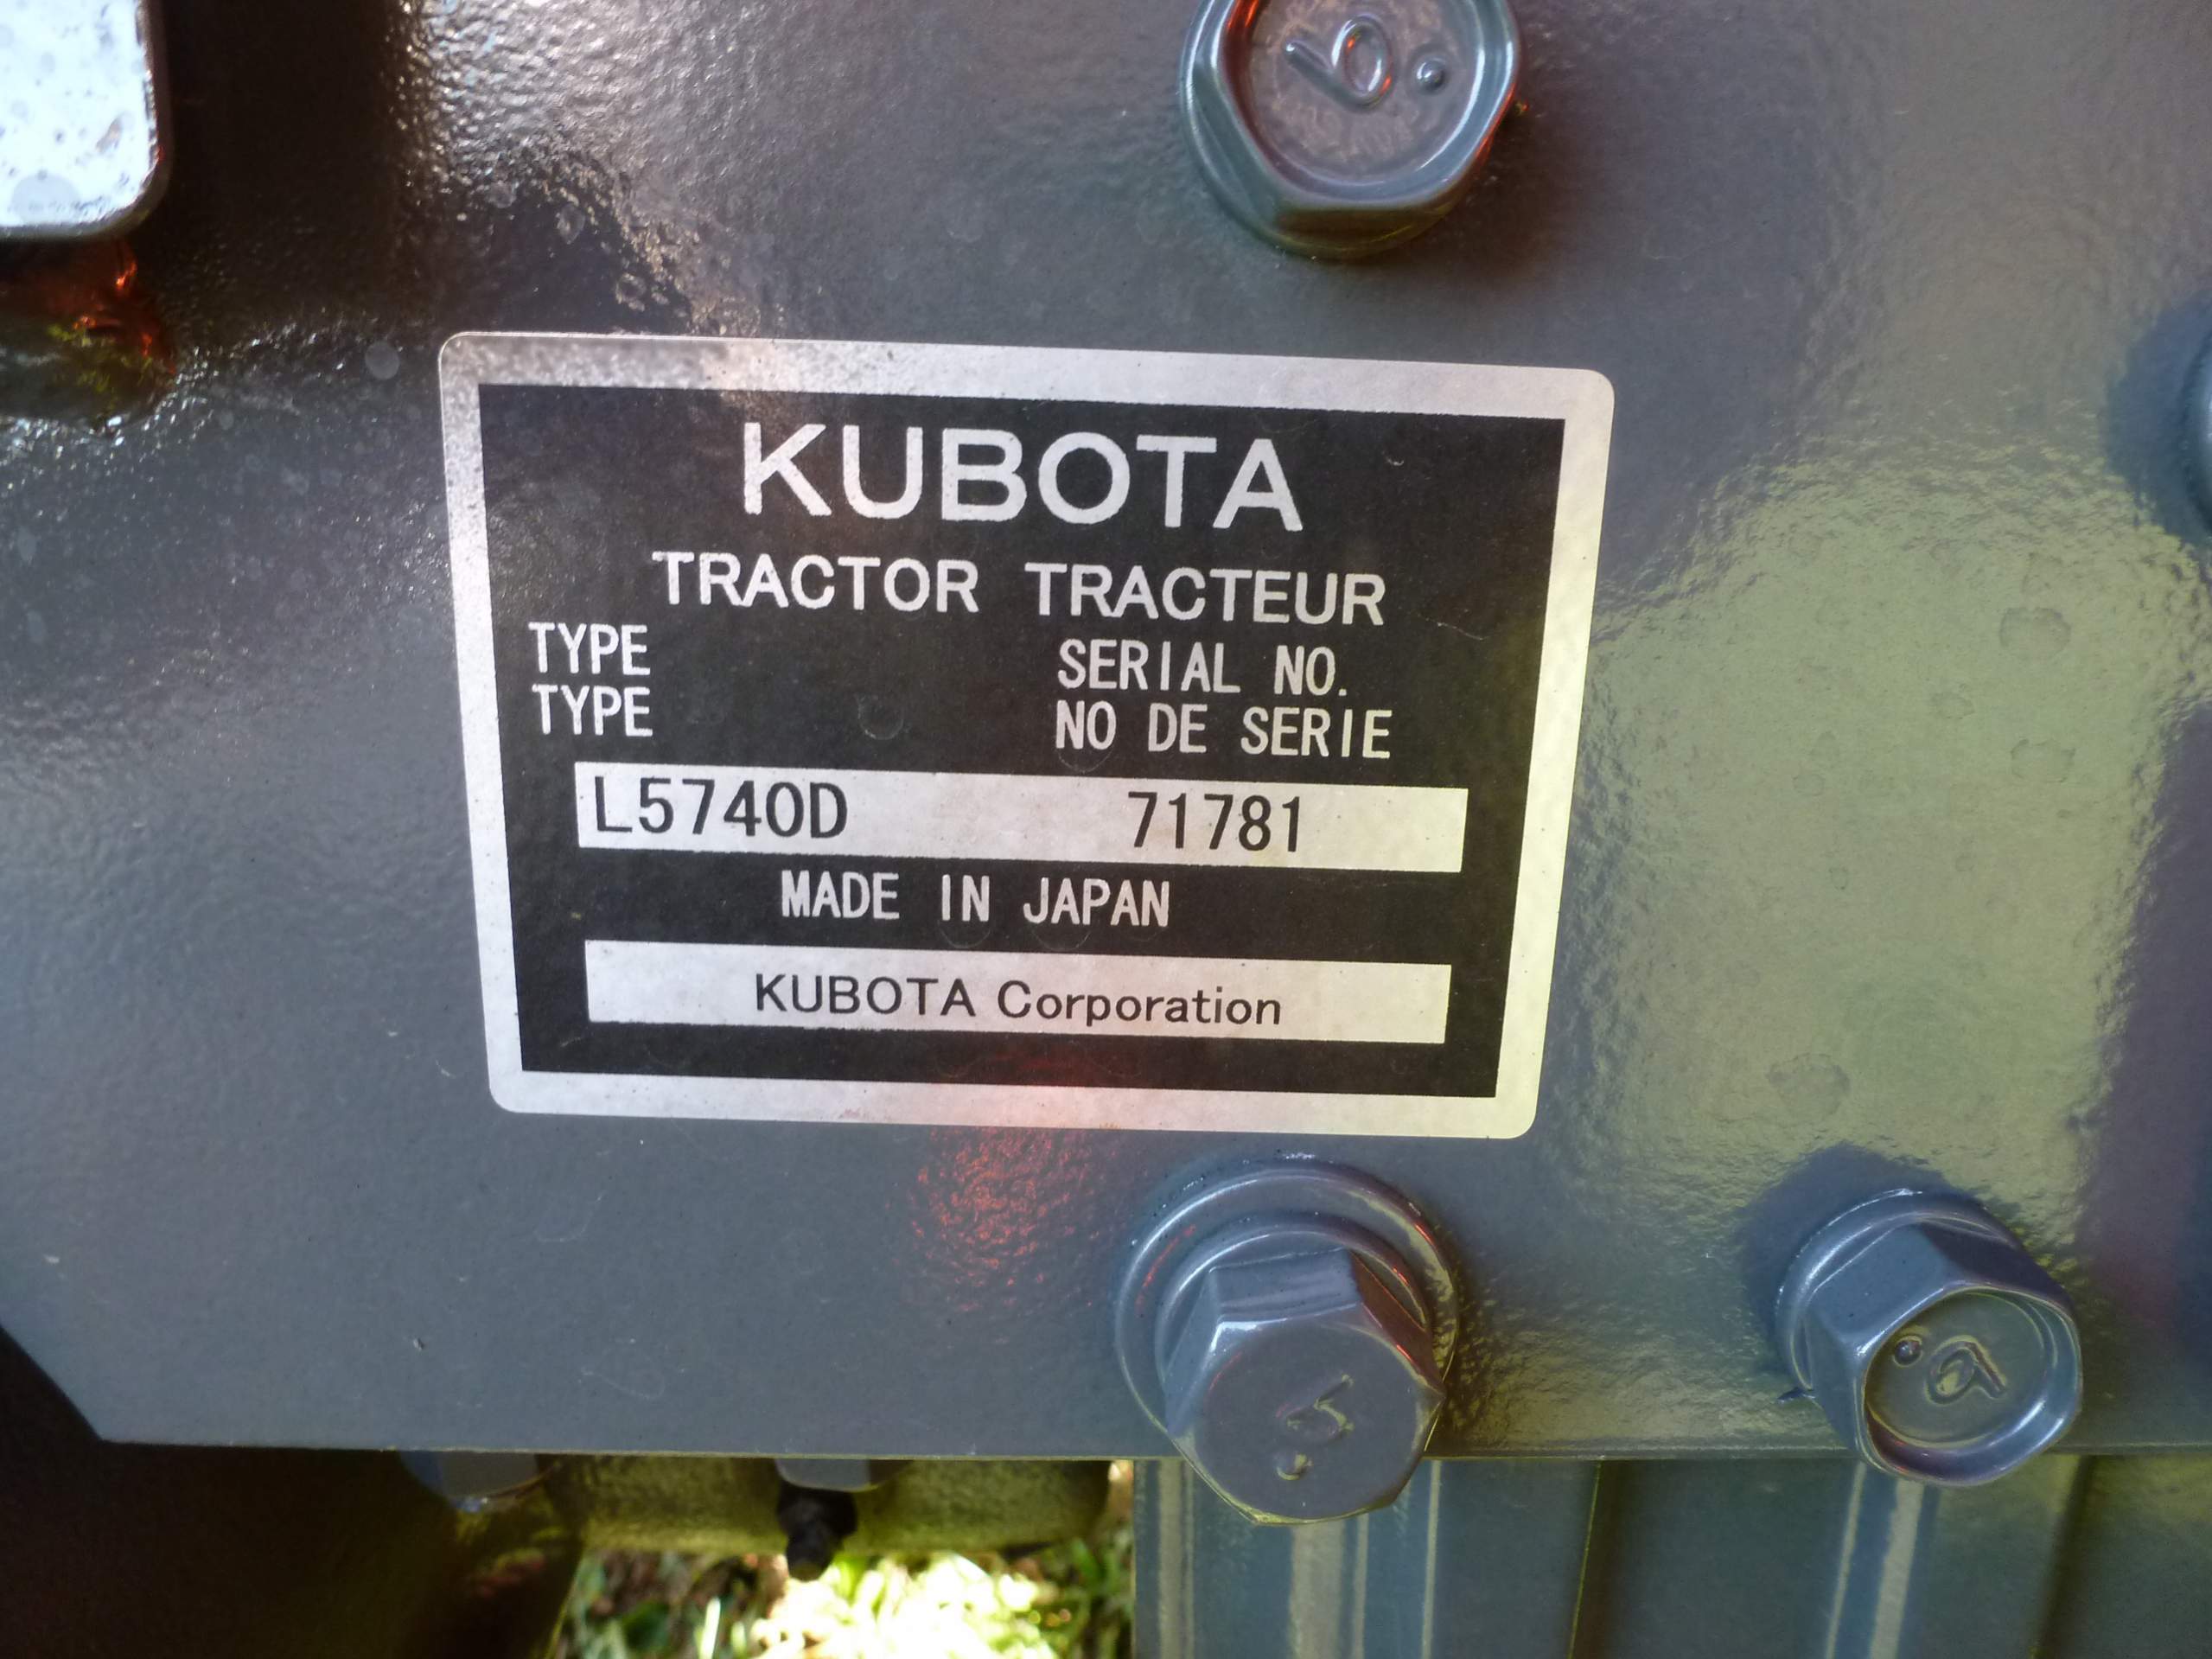 KUBOTA
TRACTOR TRACTEUR
TYPE SERIAL NO.
TYPE NO DE SERIE
L5740D 71781
MADE IN JAPAN
KUBOTA Corporation